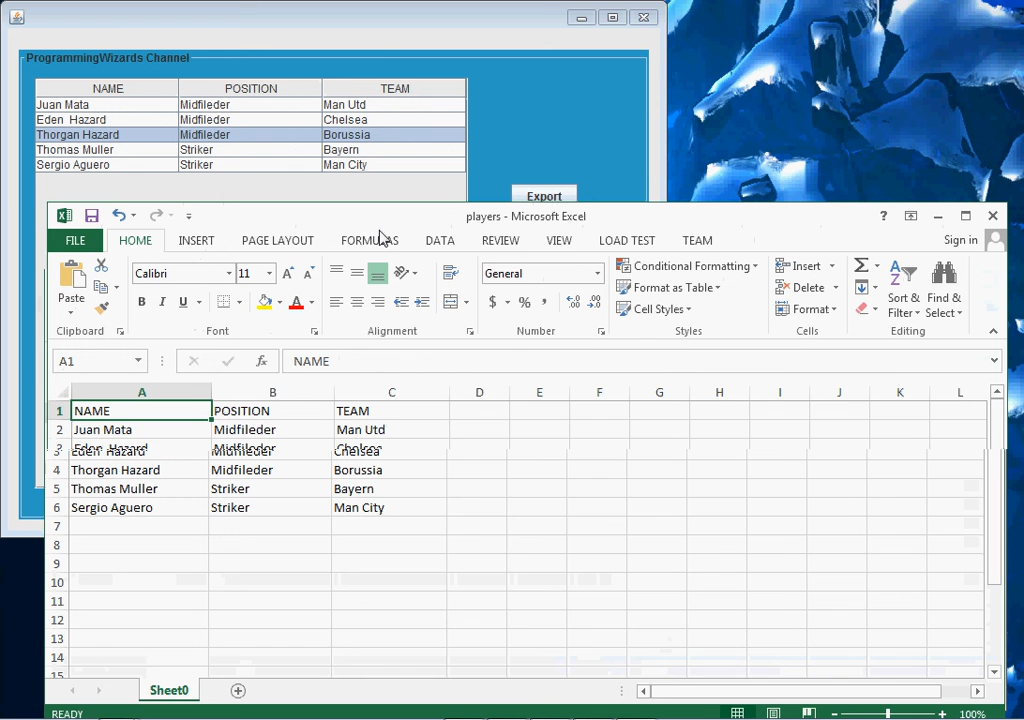 ProgrammingWizards Channel
NAME POSITION TEAM
Juan Mata Midfileder Man Utd
Eden Hazard Midfileder Chelsea
Thorgan Hazard Midfileder Borussia
Thomas Muller Striker Bayern
Sergio Aguero Striker Man City
Export
players - Microsoft Excel
?
FILE HOME INSERT PAGE LAYOUT FORMULAS DATA REVIEW VIEW LOAD TEST TEAM Sign in
Calibri 11 General Conditional Formatting Insert
Paste B I U A $ % , Format as Table Delete Sort & Find &
Cell Styles Format Filter Select
Clipboard Font Alignment Number Styles Cells Editing
A1 fx NAME
A B C D E F G H I J K L
1 NAME POSITION TEAM
2 Juan Mata Midfileder Man Utd
3 Eden Hazard Midfileder Chelsea
4 Thorgan Hazard Midfileder Borussia
5 Thomas Muller Striker Bayern
6 Sergio Aguero Striker Man City
7
8
9
10
11
12
13
14
15
Sheet0
READY 100%